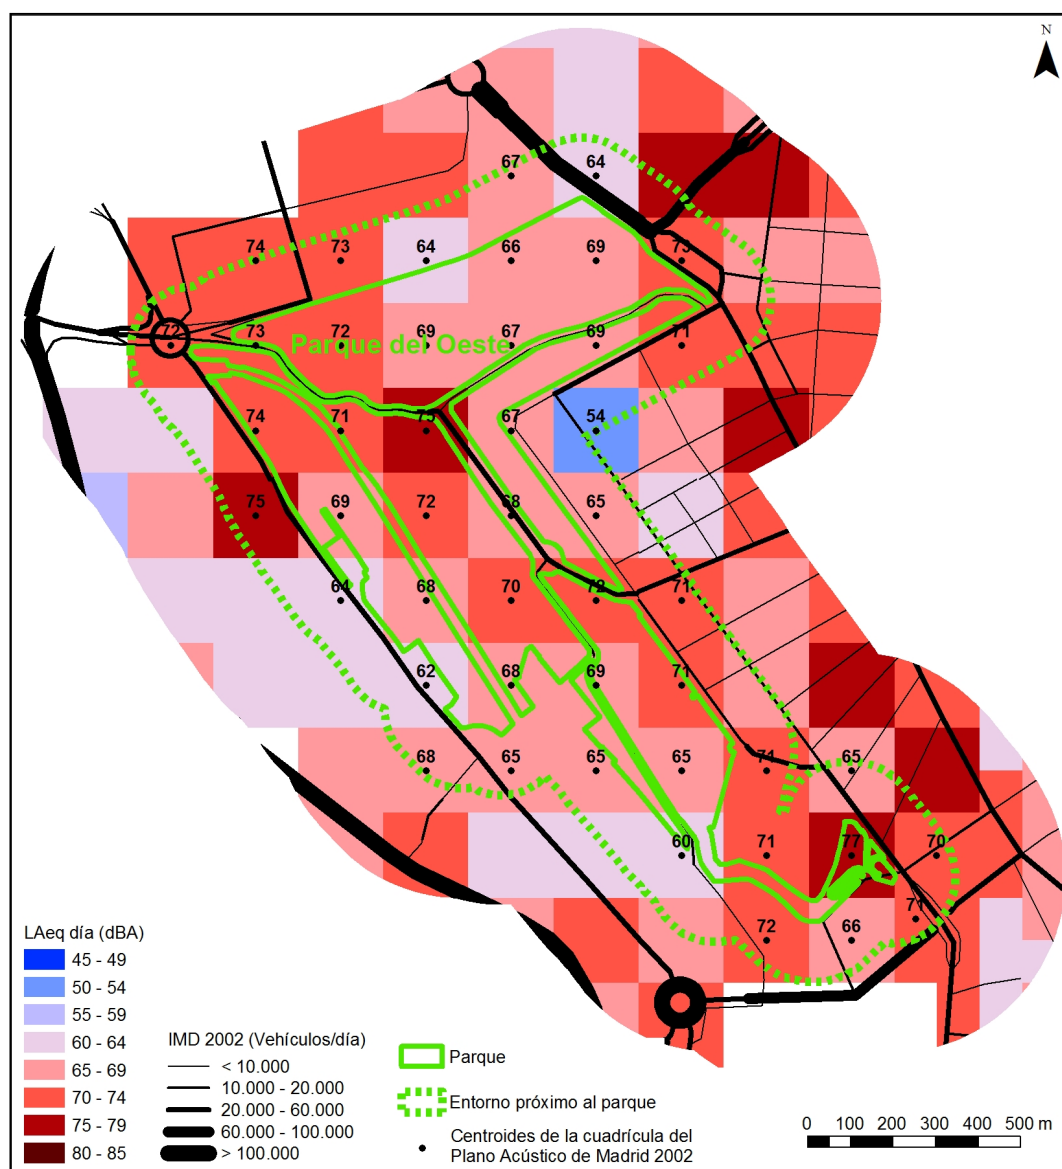 N
67 64
74 73 64 66 69 73
72 73 72 69 67 69 71
Parque del Oeste
74 71 75 67 54
75 69 72 68 65
64 68 70 72 71
62 68 69 71
68 65 65 65 65
60 71 77 70
71
72 66
LAeq día (dBA)
45 - 49
50 - 54
55 - 59
60 - 64
65 - 69
70 - 74
75 - 79
80 - 85
IMD 2002 (Vehículos/día)
< 10.000
10.000 - 20.000
20.000 - 60.000
60.000 - 100.000
> 100.000
Parque
Entorno próximo al parque
Centroides de la cuadrícula del
Plano Acústico de Madrid 2002
0 100 200 300 400 500 m